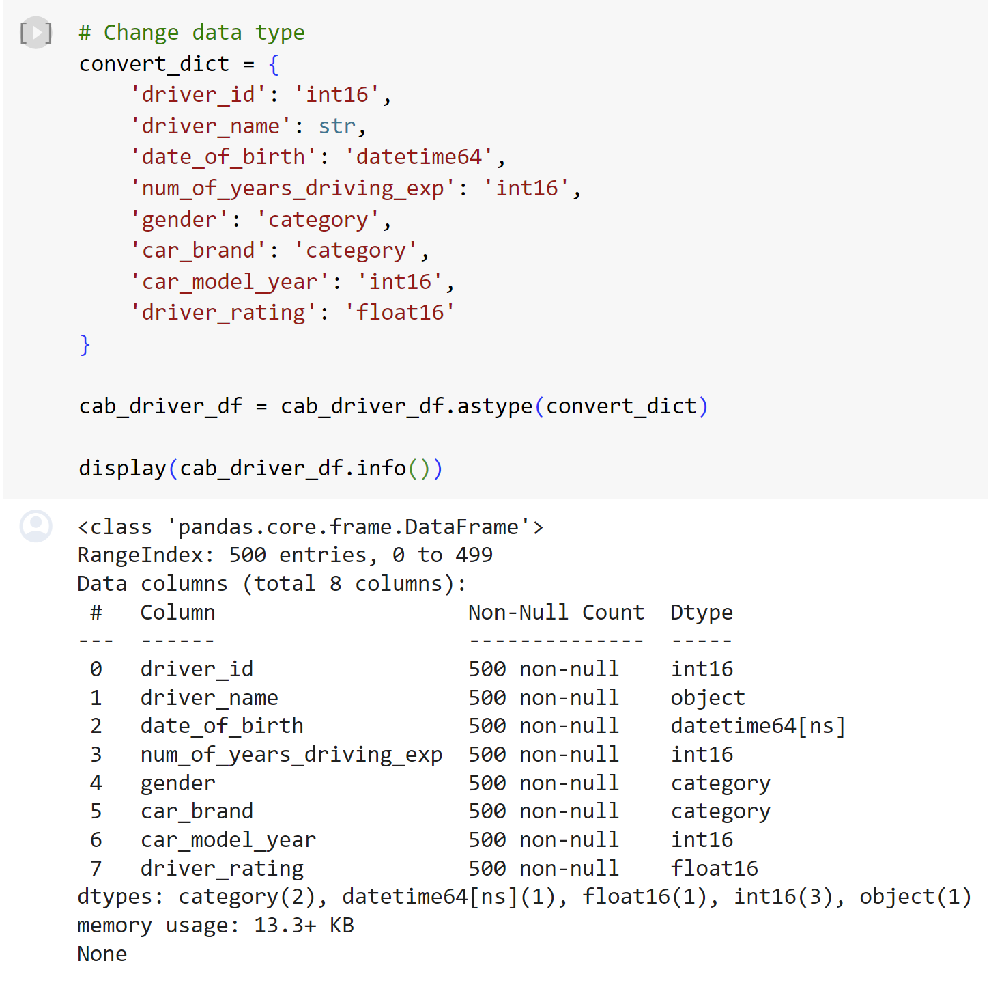 [ ] # Change data type
convert_dict = {
    'driver_id': 'int16',
    'driver_name': str,
    'date_of_birth': 'datetime64',
    'num_of_years_driving_exp': 'int16',
    'gender': 'category',
    'car_brand': 'category',
    'car_model_year': 'int16',
    'driver_rating': 'float16'
}
cab_driver_df = cab_driver_df.astype(convert_dict)
display(cab_driver_df.info())
<class 'pandas.core.frame.DataFrame'>
RangeIndex: 500 entries, 0 to 499
Data columns (total 8 columns):
 #   Column                    Non-Null Count  Dtype
---  ------                    --------------  -----
 0   driver_id                 500 non-null    int16
 1   driver_name               500 non-null    object
 2   date_of_birth             500 non-null    datetime64[ns]
 3   num_of_years_driving_exp  500 non-null    int16
 4   gender                    500 non-null    category
 5   car_brand                 500 non-null    category
 6   car_model_year            500 non-null    int16
 7   driver_rating             500 non-null    float16
dtypes: category(2), datetime64[ns](1), float16(1), int16(3), object(1)
memory usage: 13.3+ KB
None